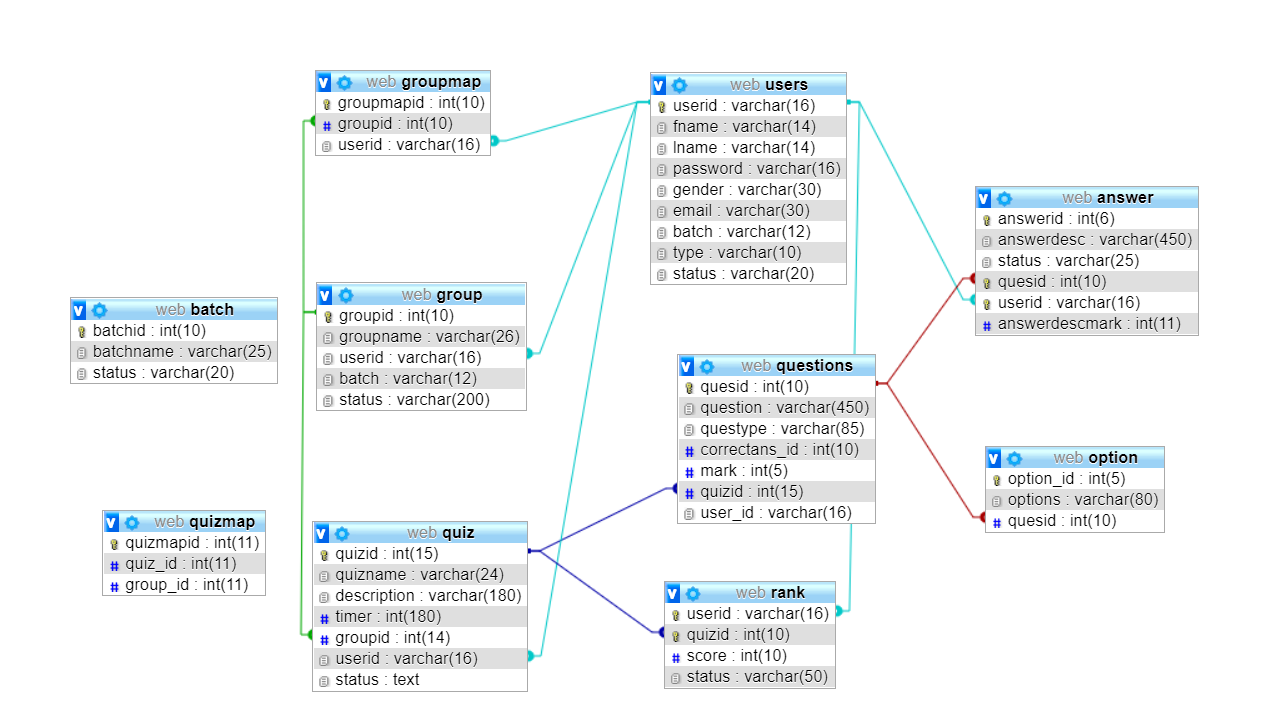 web groupmap
groupmapid : int(10)
groupid : int(10)
userid : varchar(16)
web users
userid : varchar(16)
fname : varchar(14)
lname : varchar(14)
password : varchar(16)
gender : varchar(30)
email : varchar(30)
batch : varchar(12)
type : varchar(10)
status : varchar(20)
web answer
answerid : int(6)
answerdesc : varchar(450)
status : varchar(25)
quesid : int(10)
userid : varchar(16)
answerdescmark : int(11)
web batch
batchid : int(10)
batchname : varchar(25)
status : varchar(20)
web group
groupid : int(10)
groupname : varchar(26)
userid : varchar(16)
batch : varchar(12)
status : varchar(200)
web questions
quesid : int(10)
question : varchar(450)
questype : varchar(85)
correctans_id : int(10)
mark : int(5)
quizid : int(15)
user_id : varchar(16)
web option
option_id : int(5)
options : varchar(80)
quesid : int(10)
web quizmap
quizmapid : int(11)
quiz_id : int(11)
group_id : int(11)
web quiz
quizid : int(15)
quizname : varchar(24)
description : varchar(180)
timer : int(180)
groupid : int(14)
userid : varchar(16)
status : text
web rank
userid : varchar(16)
quizid : int(10)
score : int(10)
status : varchar(50)